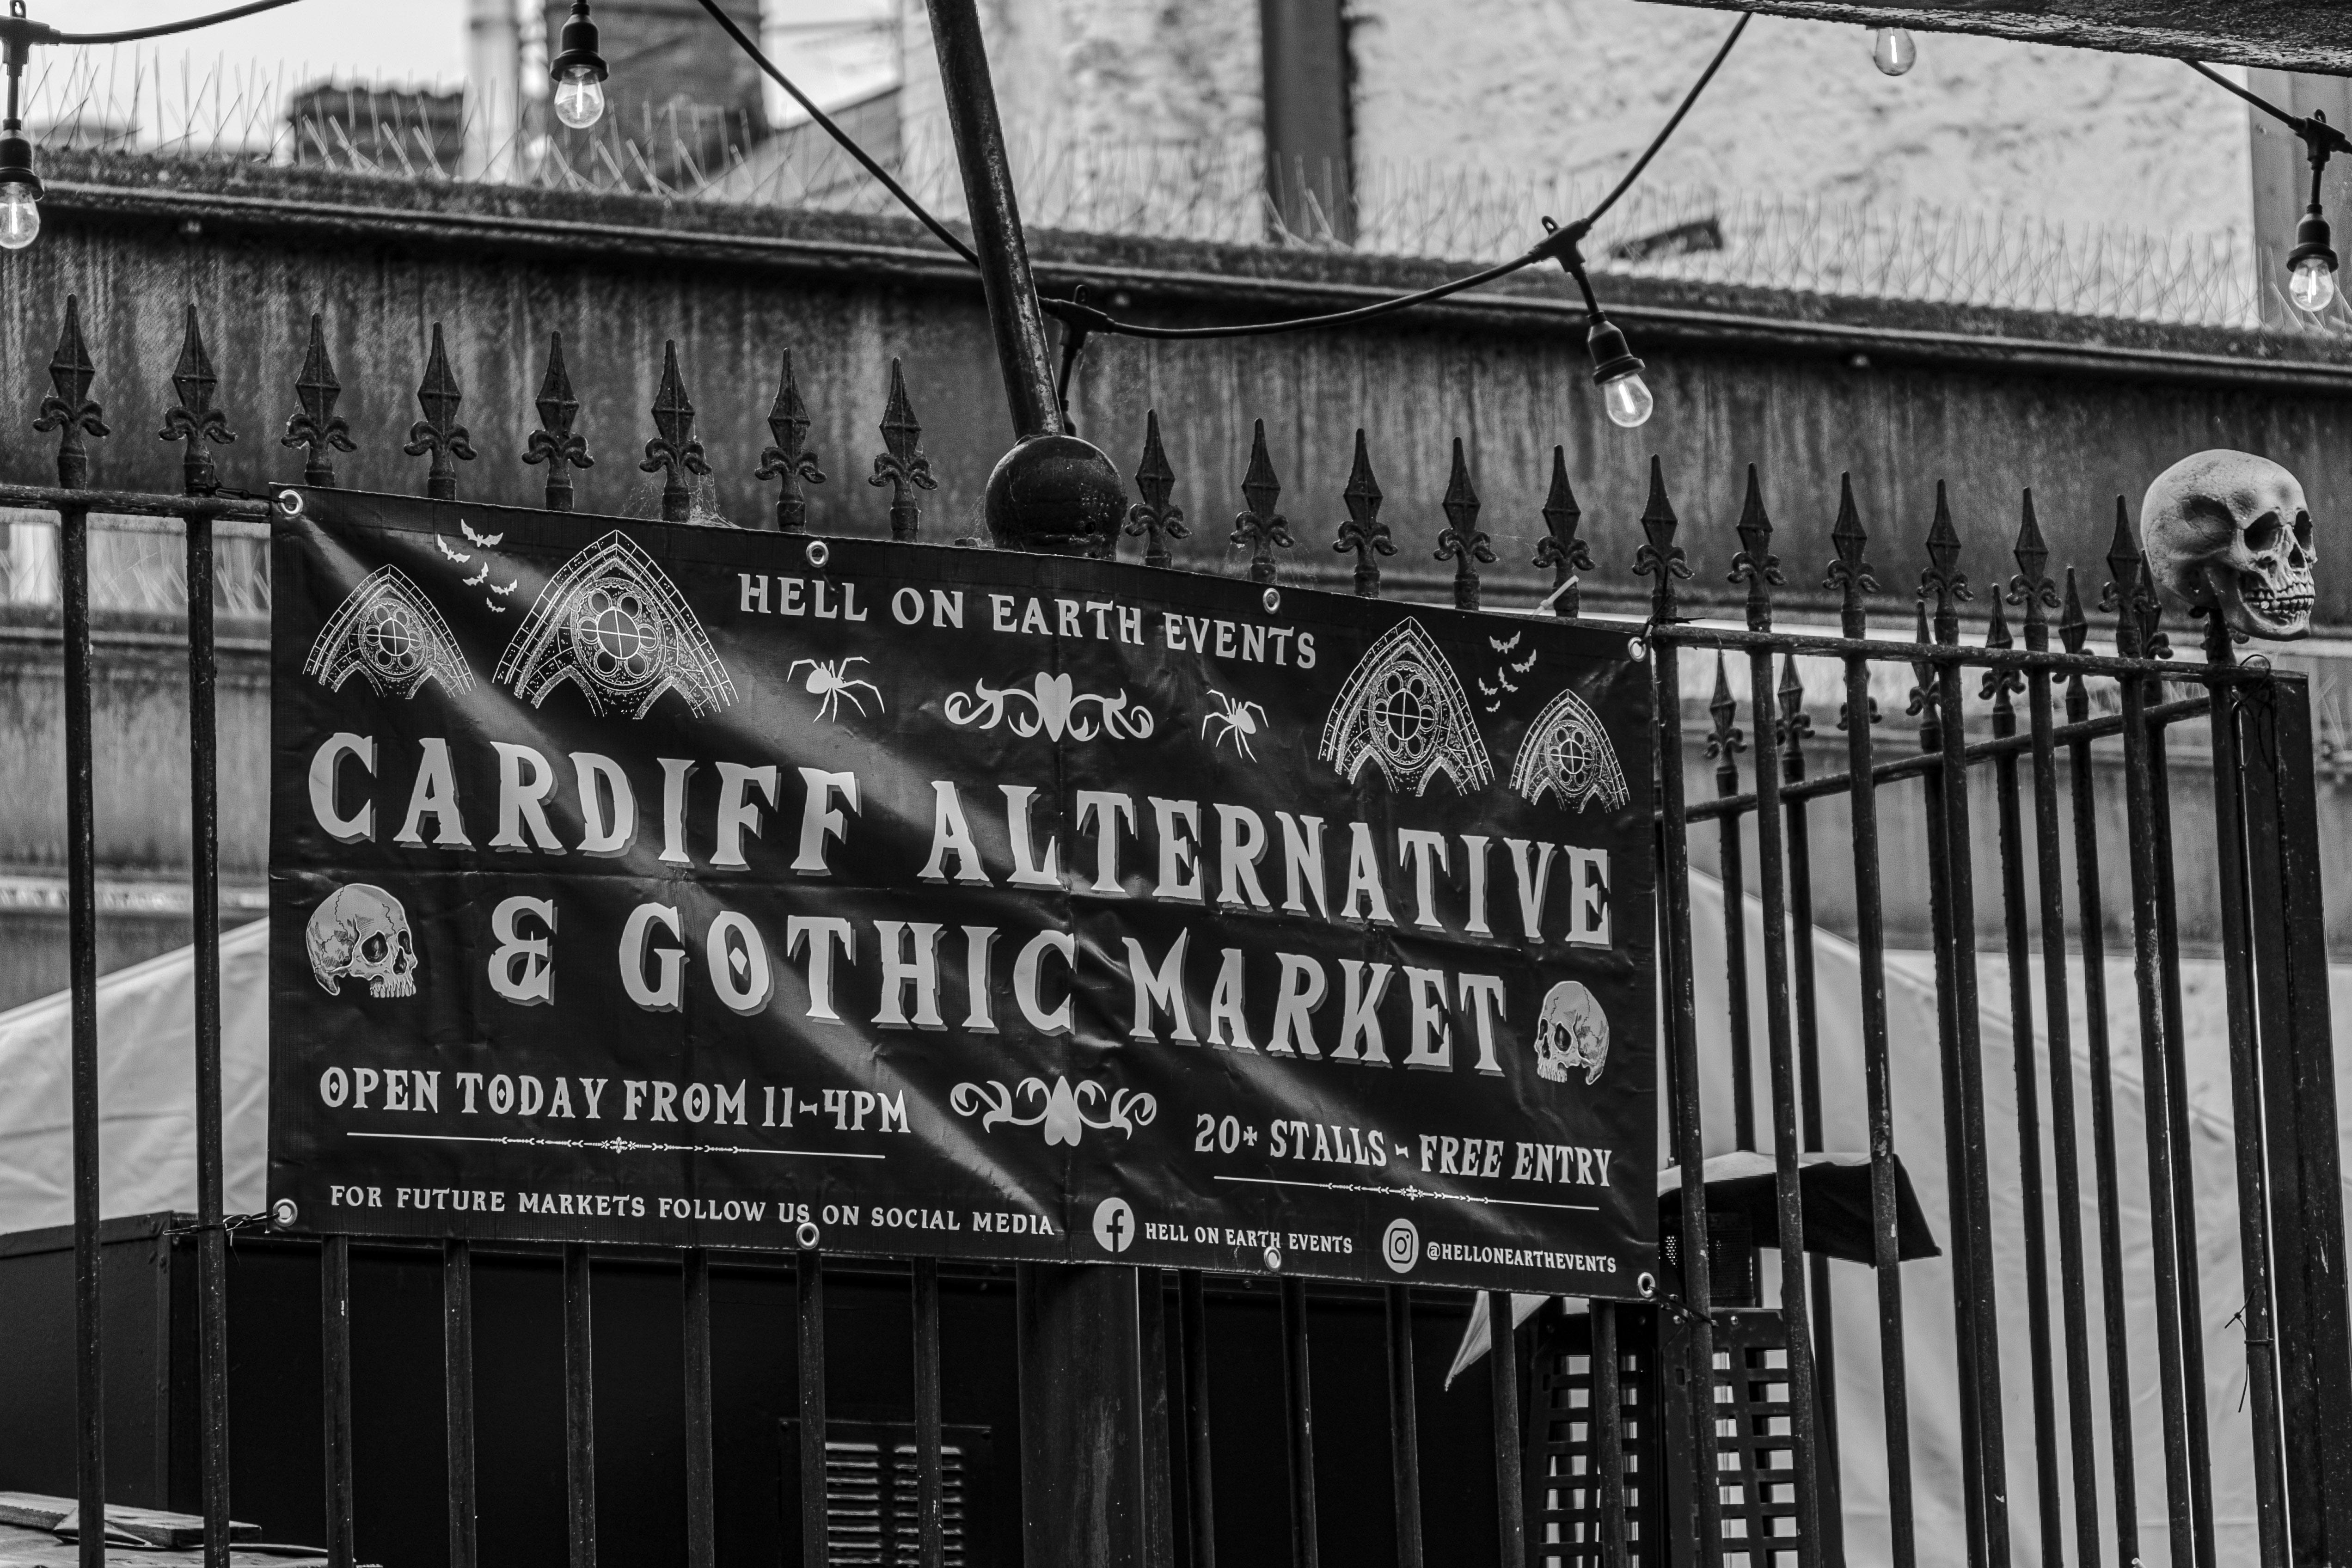 HELL ON EARTH EVENTS
CARDIFF ALTERNATIVE
& GOTHIC MARKET
OPEN TODAY FROM 11-4PM
20+ STALLS - FREE ENTRY
FOR FUTURE MARKETS FOLLOW US ON SOCIAL MEDIA
HELL ON EARTH EVENTS
@HELLONEARTHEVENTS